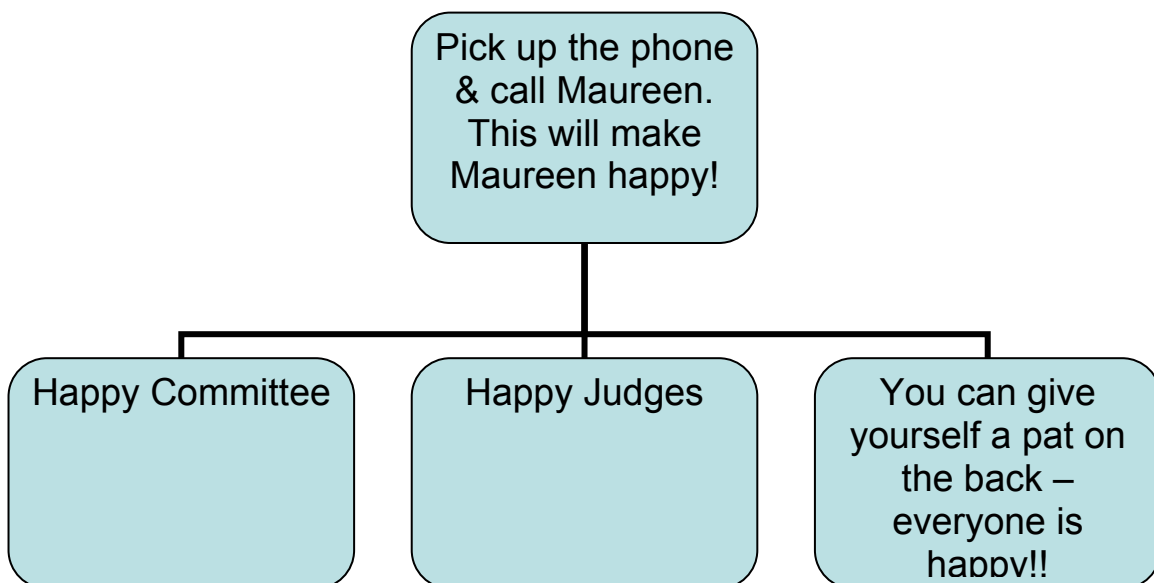 Pick up the phone
& call Maureen.
This will make
Maureen happy!
Happy Committee
Happy Judges
You can give
yourself a pat on
the back –
everyone is
happy!!